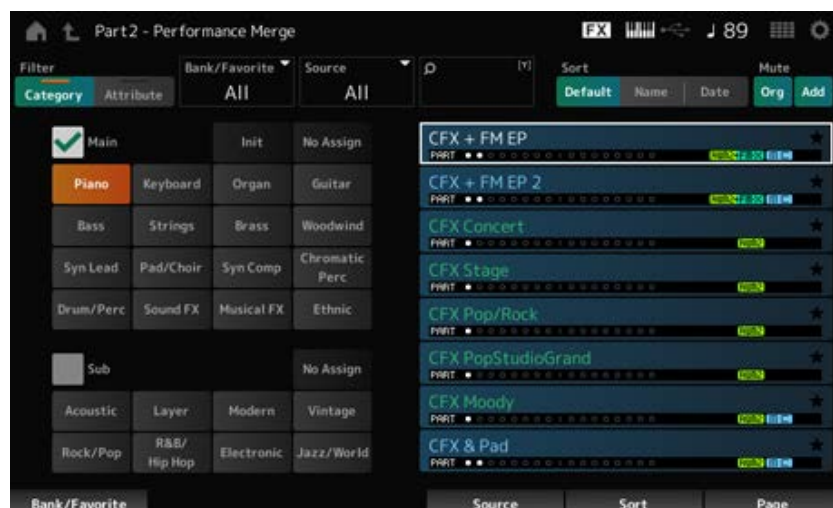 Part2 - Performance Merge FX 89
Filter Bank/Favorite Source [Y] Sort Mute
Category Attribute All All Default Name Date Org Add
Main Init No Assign
Piano Keyboard Organ Guitar
Bass Strings Brass Woodwind
Syn Lead Pad/Choir Syn Comp Chromatic
Perc
Drum/Perc Sound FX Musical FX Ethnic
Sub No Assign
Acoustic Layer Modern Vintage
Rock/Pop R&B/
Hip Hop Electronic Jazz/World
CFX + FM EP
PART
CFX + FM EP 2
PART
CFX Concert
PART
CFX Stage
PART
CFX Pop/Rock
PART
CFX PopStudioGrand
PART
CFX Moody
PART
CFX & Pad
PART
Bank/Favorite Source Sort Page